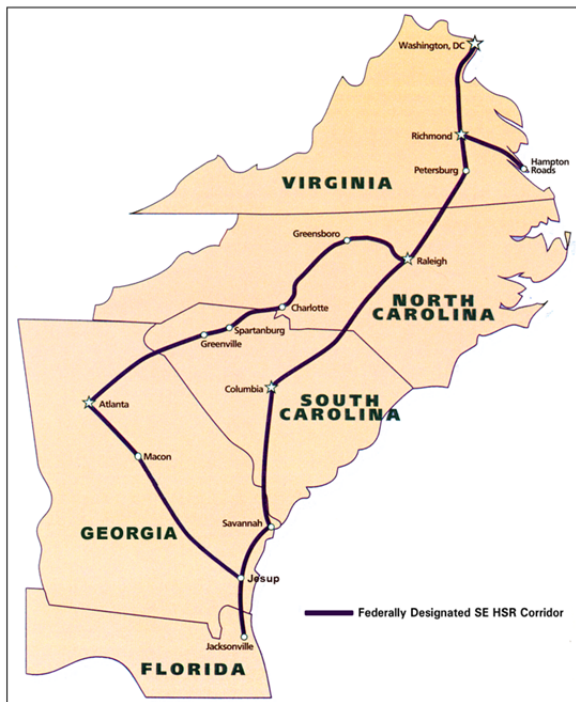 Washington, DC
Richmond
Hampton
Roads
Petersburg
VIRGINIA
Greensboro
Raleigh
NORTH
CAROLINA
Charlotte
Spartanburg
Greenville
Columbia
SOUTH
CAROLINA
Atlanta
Macon
GEORGIA
Savannah
Jesup
Federally Designated SE HSR Corridor
Jacksonville
FLORIDA